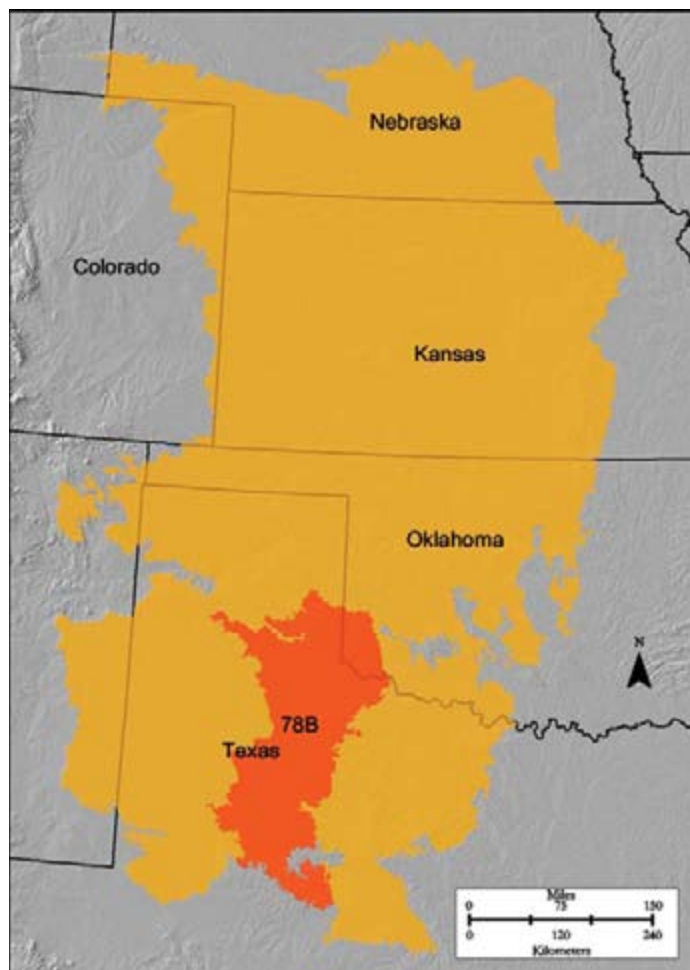 Nebraska
Colorado
Kansas
Oklahoma
N
78B
Texas
Miles
0 75 150
0 120 240
Kilometers